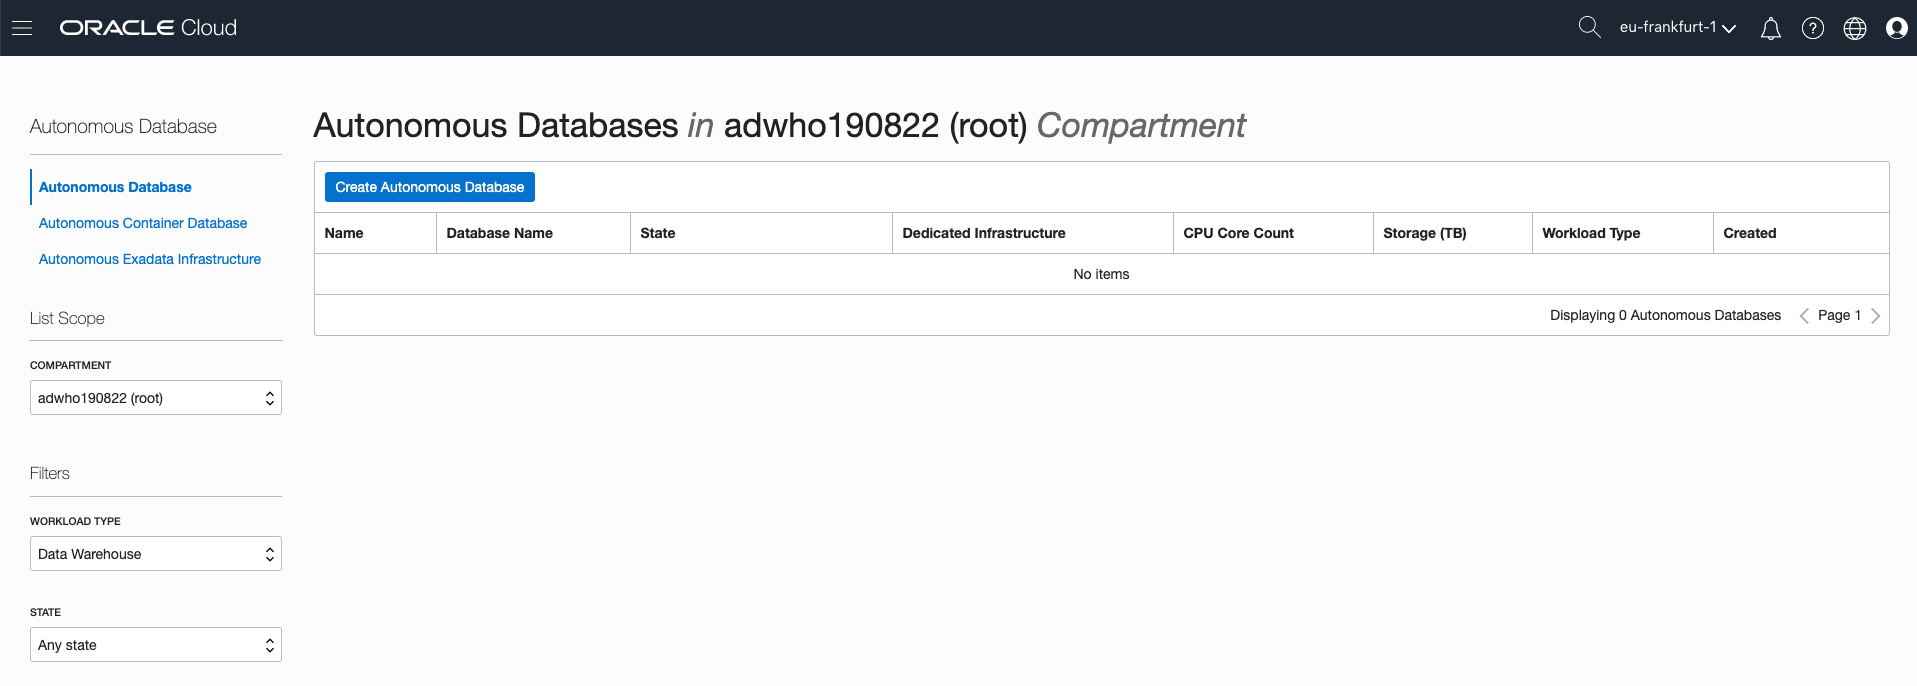 ORACLE Cloud
eu-frankfurt-1
Autonomous Database
Autonomous Database
Autonomous Container Database
Autonomous Exadata Infrastructure
List Scope
COMPARTMENT
adwho190822 (root)
Filters
WORKLOAD TYPE
Data Warehouse
STATE
Any state
Autonomous Databases in adwho190822 (root) Compartment
Create Autonomous Database
Name Database Name State Dedicated Infrastructure CPU Core Count Storage (TB) Workload Type Created
No items
Displaying 0 Autonomous Databases Page 1